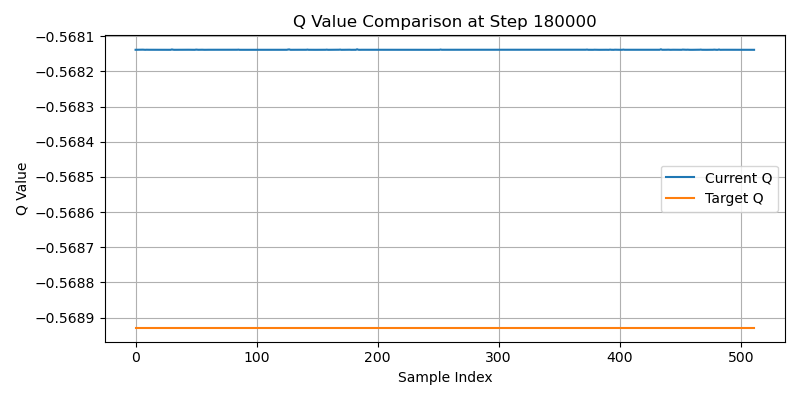 Q Value Comparison at Step 180000
−0.5681
−0.5682
−0.5683
−0.5684
−0.5685
−0.5686
−0.5687
−0.5688
−0.5689
Q Value
Current Q
Target Q
0 100 200 300 400 500
Sample Index